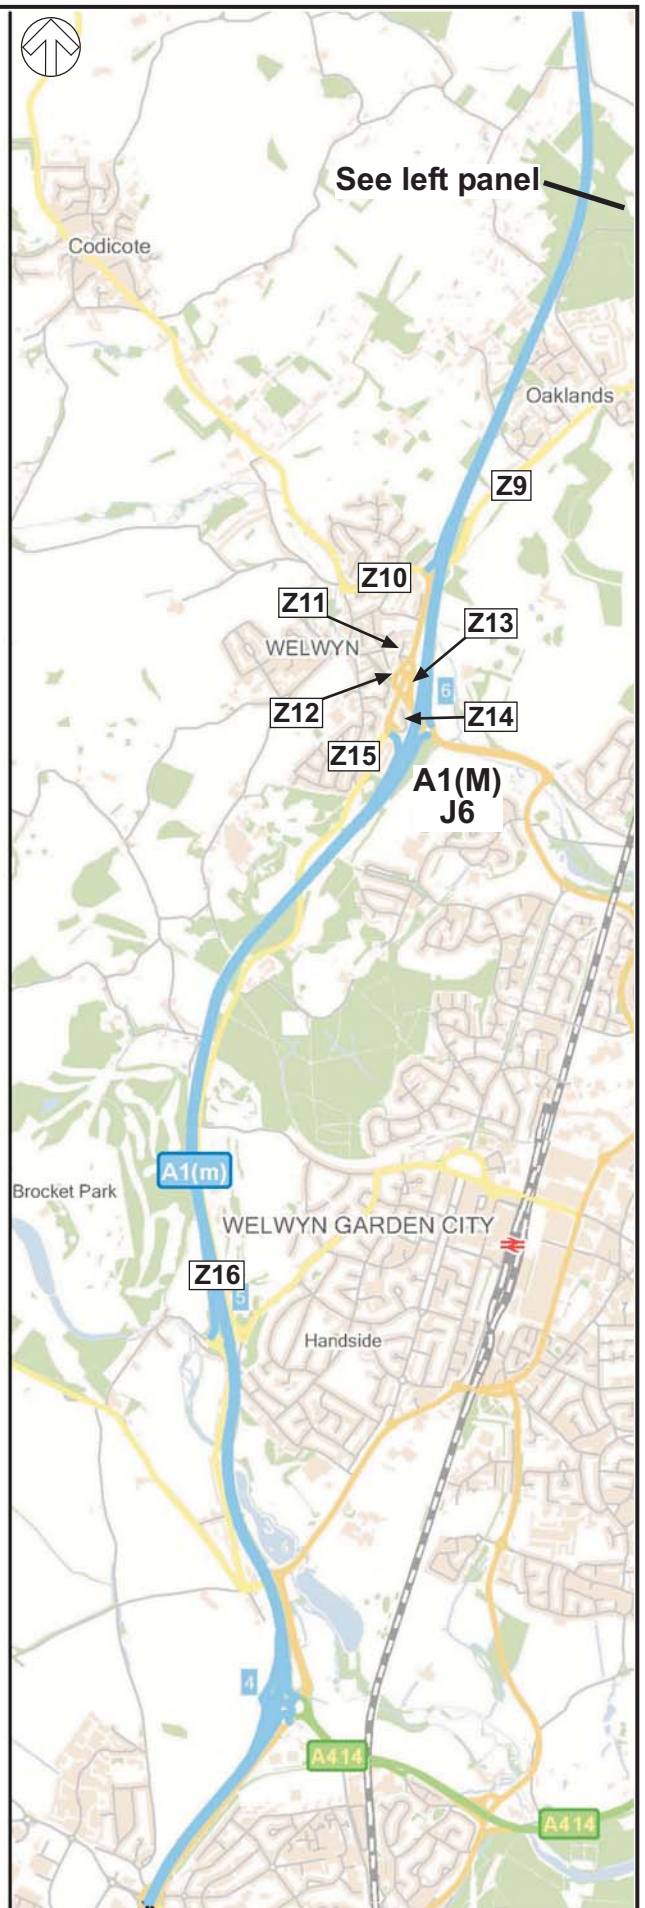 See left panel
Codicote
Oaklands
Z9
Z10
Z11
WELWYN
Z13
6
Z12
Z14
Z15
A1(M)
J6
A1(m)
Brocket Park
WELWYN GARDEN CITY
Z16
5
Handside
4
A414
A414